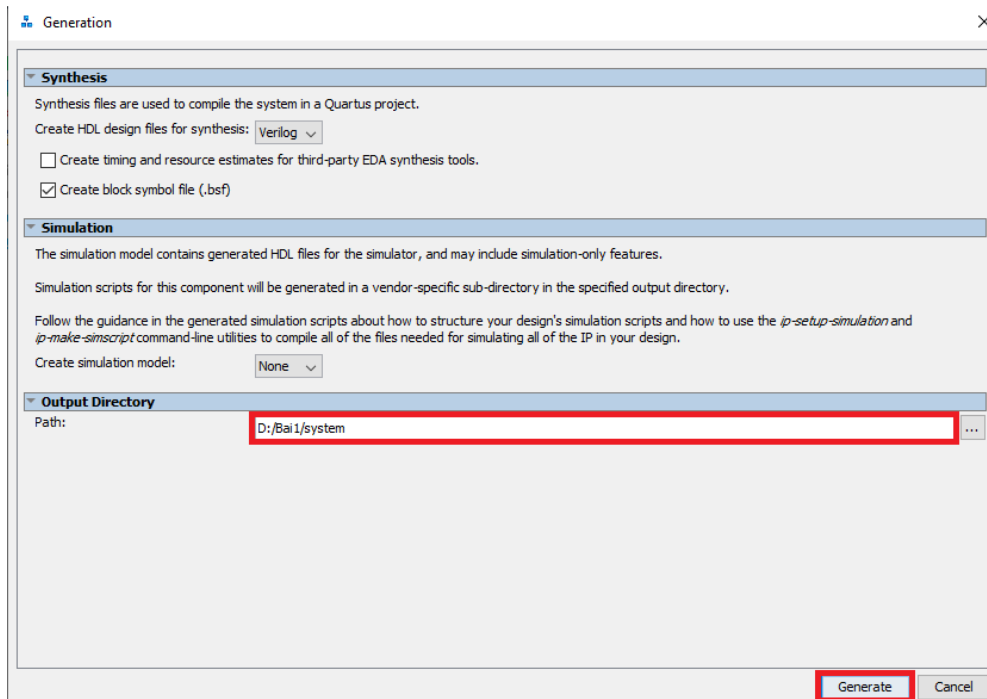 Generation
Synthesis
Synthesis files are used to compile the system in a Quartus project.
Create HDL design files for synthesis: Verilog
Create timing and resource estimates for third-party EDA synthesis tools.
Create block symbol file (.bsf)
Simulation
The simulation model contains generated HDL files for the simulator, and may include simulation-only features.
Simulation scripts for this component will be generated in a vendor-specific sub-directory in the specified output directory.
Follow the guidance in the generated simulation scripts about how to structure your design's simulation scripts and how to use the ip-setup-simulation and
ip-make-simscript command-line utilities to compile all of the files needed for simulating all of the IP in your design.
Create simulation model: None
Output Directory
Path: D:/Bai1/system ...
Generate Cancel